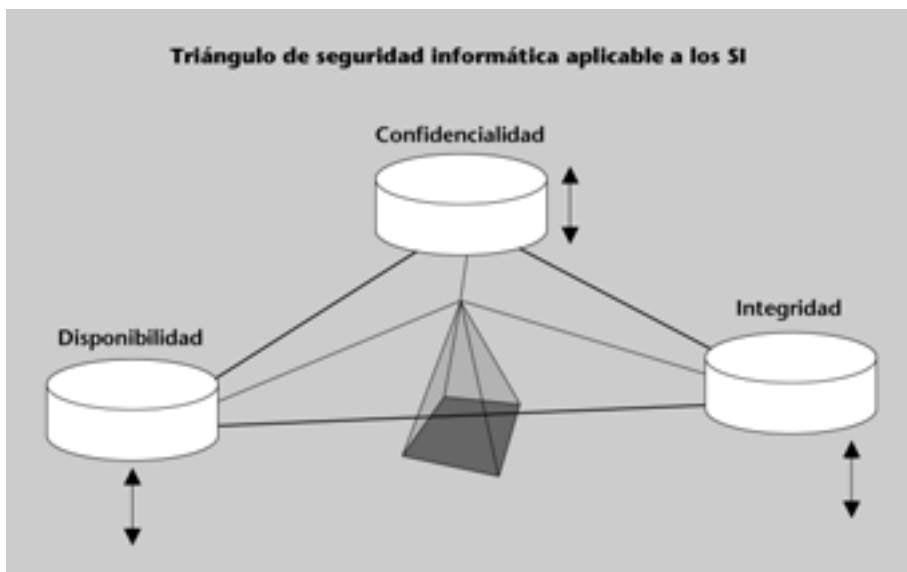 Triángulo de seguridad informática aplicable a los SI
Confidencialidad
Integridad
Disponibilidad